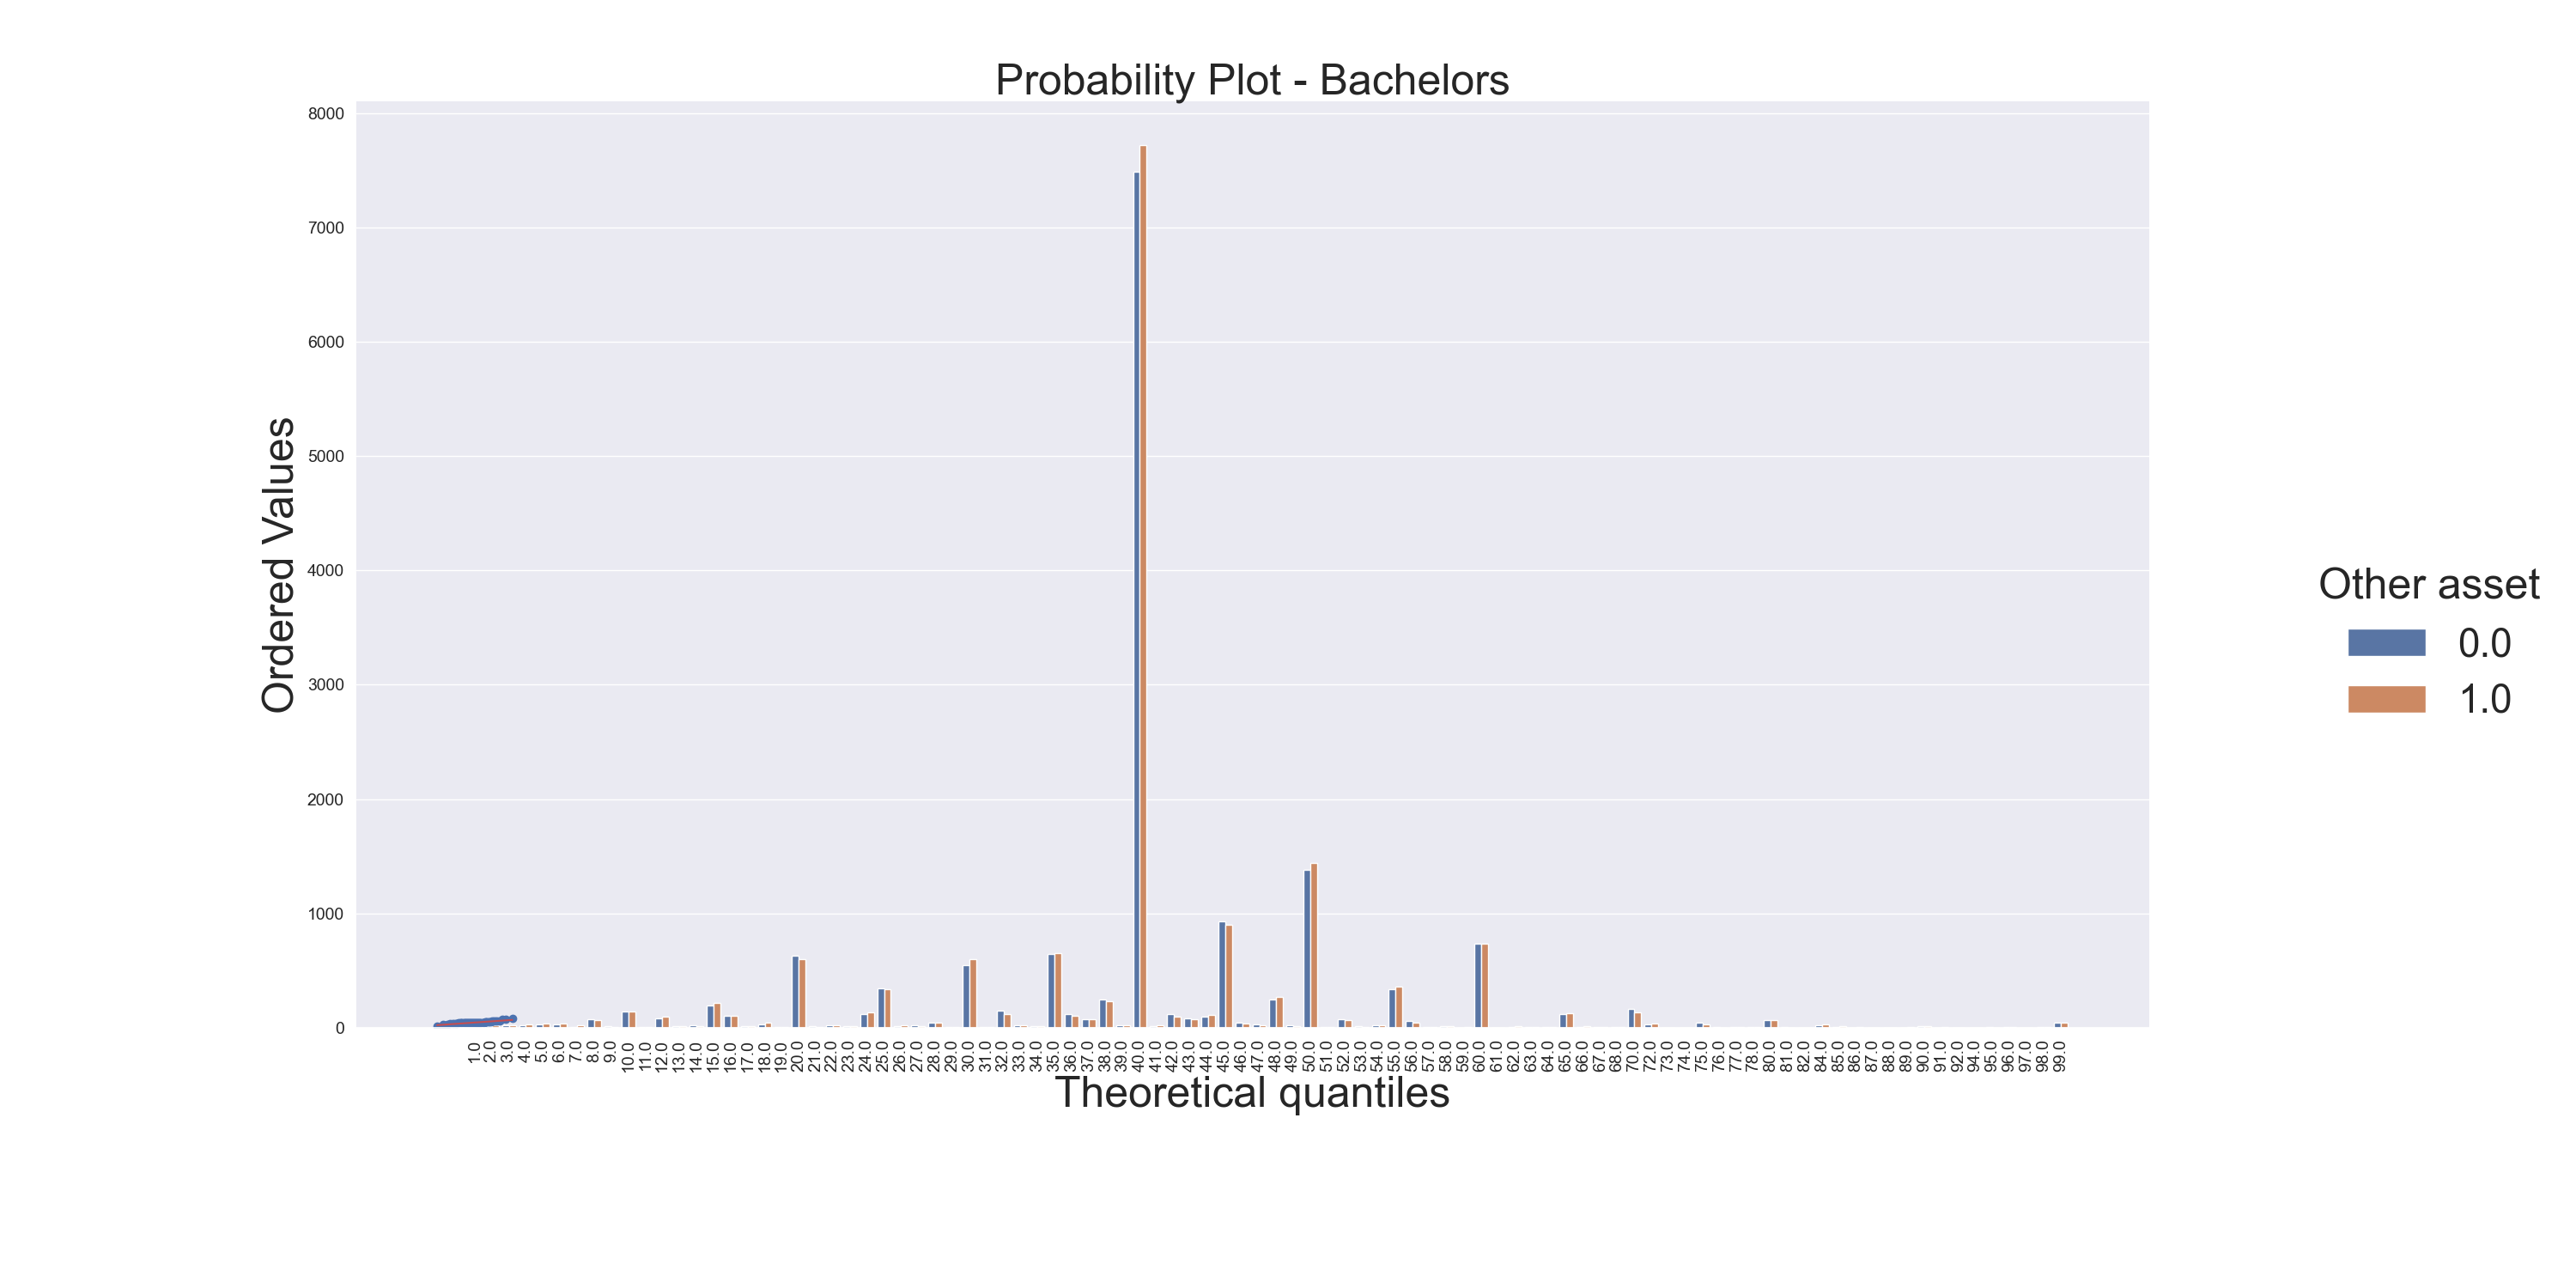 Probability Plot - Bachelors
8000
7000
6000
5000
4000
3000
2000
1000
0
Ordered Values
1.0 2.0 3.0 4.0 5.0 6.0 7.0 8.0 9.0 10.0 11.0 12.0 13.0 14.0 15.0 16.0 17.0 18.0 19.0 20.0 21.0 22.0 23.0 24.0 25.0 26.0 27.0 28.0 29.0 30.0 31.0 32.0 33.0 34.0 35.0 36.0 37.0 38.0 39.0 40.0 41.0 42.0 43.0 44.0 45.0 46.0 47.0 48.0 49.0 50.0 51.0 52.0 53.0 54.0 55.0 56.0 57.0 58.0 59.0 60.0 61.0 62.0 63.0 64.0 65.0 66.0 67.0 68.0 70.0 72.0 73.0 74.0 75.0 76.0 77.0 78.0 80.0 81.0 82.0 84.0 85.0 86.0 87.0 88.0 89.0 90.0 91.0 92.0 94.0 95.0 96.0 97.0 98.0 99.0
Theoretical quantiles
Other asset
0.0
1.0